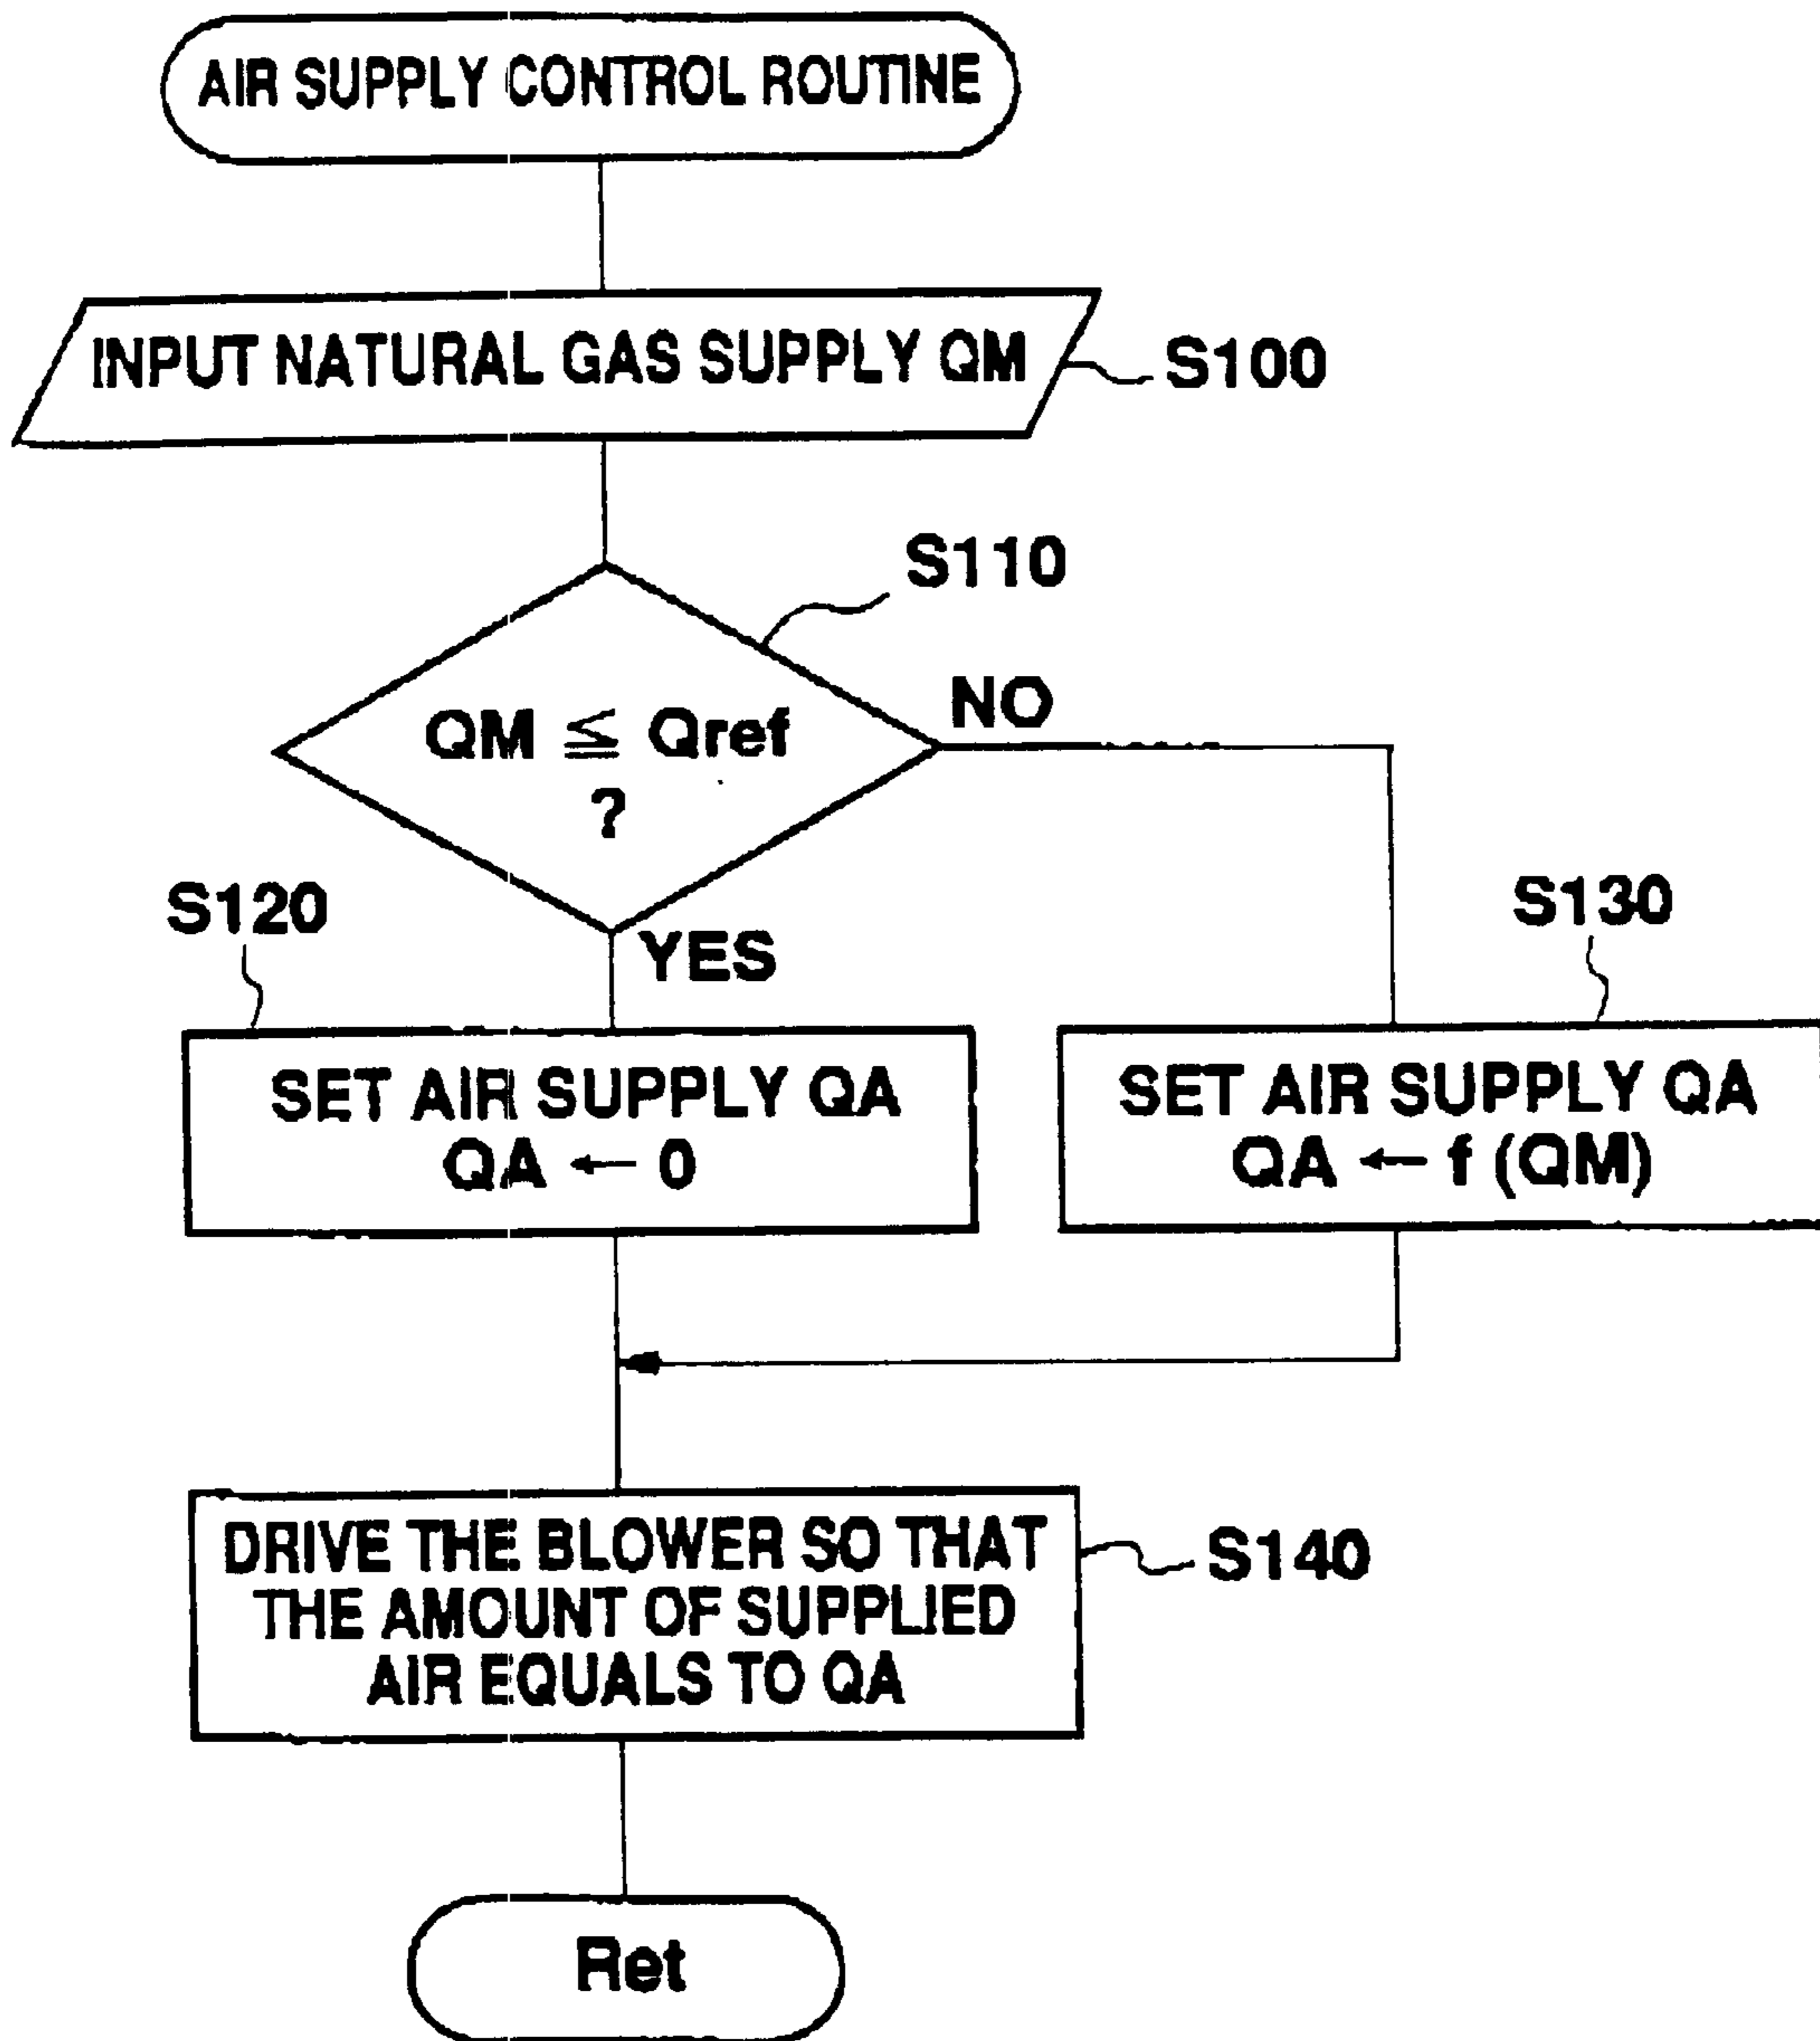 AIR SUPPLY CONTROL ROUTINE
INPUT NATURAL GAS SUPPLY QM
S100
S110
QM ≦ Qref
?
NO
YES
S120
SET AIR SUPPLY QA
QA ← 0
S130
SET AIR SUPPLY QA
QA ← f (QM)
DRIVE THE BLOWER SO THAT
THE AMOUNT OF SUPPLIED
AIR EQUALS TO QA
S140
Ret